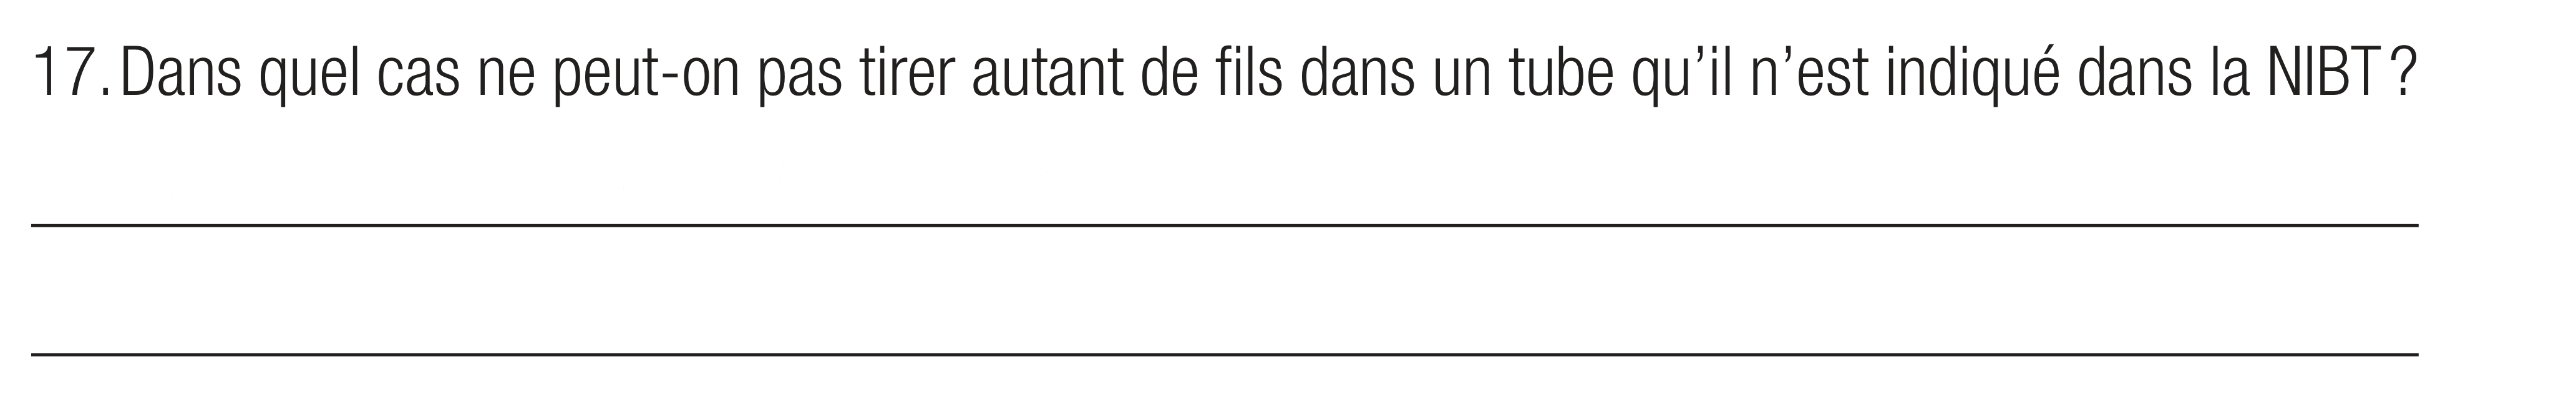 17. Dans quel cas ne peut-on pas tirer autant de fils dans un tube qu’il n’est indiqué dans la NIBT ?